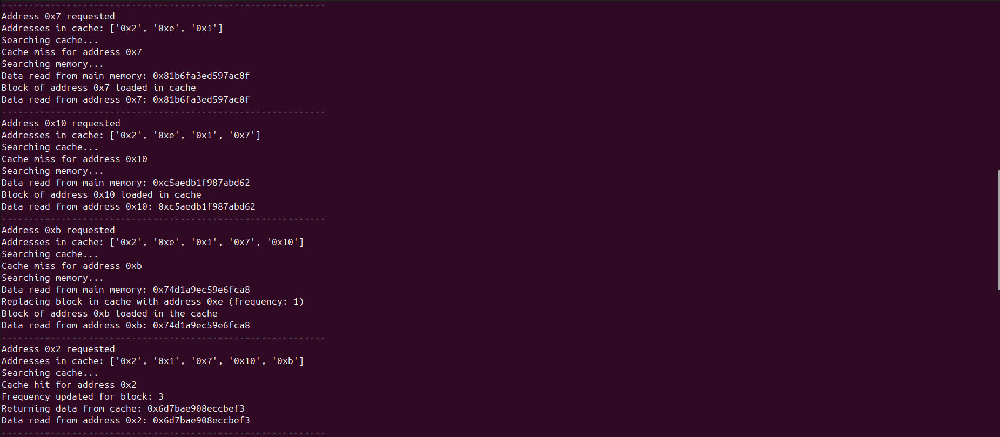 ------------------------------------------------------------
Address 0x7 requested
Addresses in cache: ['0x2', '0xe', '0x1']
Searching cache...
Cache miss for address 0x7
Searching memory...
Data read from main memory: 0x81b6fa3ed597ac0f
Block of address 0x7 loaded in cache
Data read from address 0x7: 0x81b6fa3ed597ac0f
------------------------------------------------------------
Address 0x10 requested
Addresses in cache: ['0x2', '0xe', '0x1', '0x7']
Searching cache...
Cache miss for address 0x10
Searching memory...
Data read from main memory: 0xc5aedb1f987abd62
Block of address 0x10 loaded in cache
Data read from address 0x10: 0xc5aedb1f987abd62
------------------------------------------------------------
Address 0xb requested
Addresses in cache: ['0x2', '0xe', '0x1', '0x7', '0x10']
Searching cache...
Cache miss for address 0xb
Searching memory...
Data read from main memory: 0x74d1a9ec59e6fca8
Replacing block in cache with address 0xe (frequency: 1)
Block of address 0xb loaded in the cache
Data read from address 0xb: 0x74d1a9ec59e6fca8
------------------------------------------------------------
Address 0x2 requested
Addresses in cache: ['0x2', '0x1', '0x7', '0x10', '0xb']
Searching cache...
Cache hit for address 0x2
Frequency updated for block: 3
Returning data from cache: 0x6d7bae908eccbef3
Data read from address 0x2: 0x6d7bae908eccbef3
------------------------------------------------------------